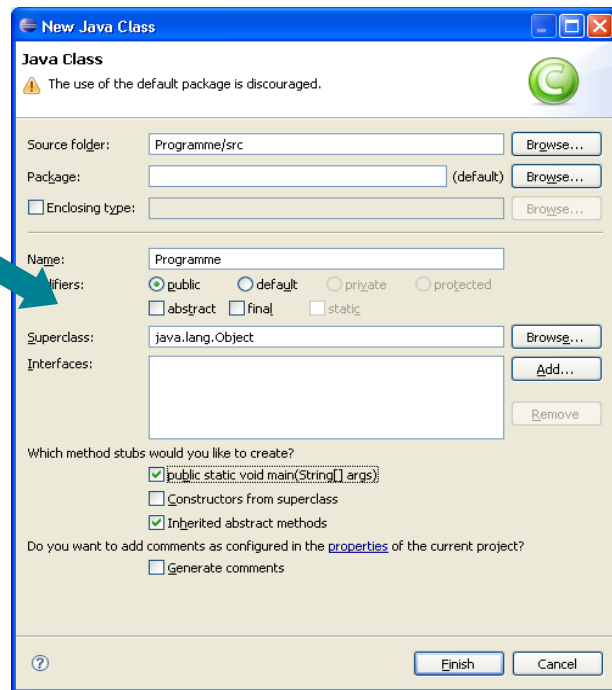 New Java Class
Java Class
The use of the default package is discouraged.
C
Source folder: Programme/src Browse...
Package: (default) Browse...
Enclosing type: Browse...
Name: Programme
difiers: public default private protected
abstract final static
Superclass: java.lang.Object Browse...
Interfaces: Add...
Remove
Which method stubs would you like to create?
public static void main(String[] args)
Constructors from superclass
Inherited abstract methods
Do you want to add comments as configured in the properties of the current project?
Generate comments
? Finish Cancel